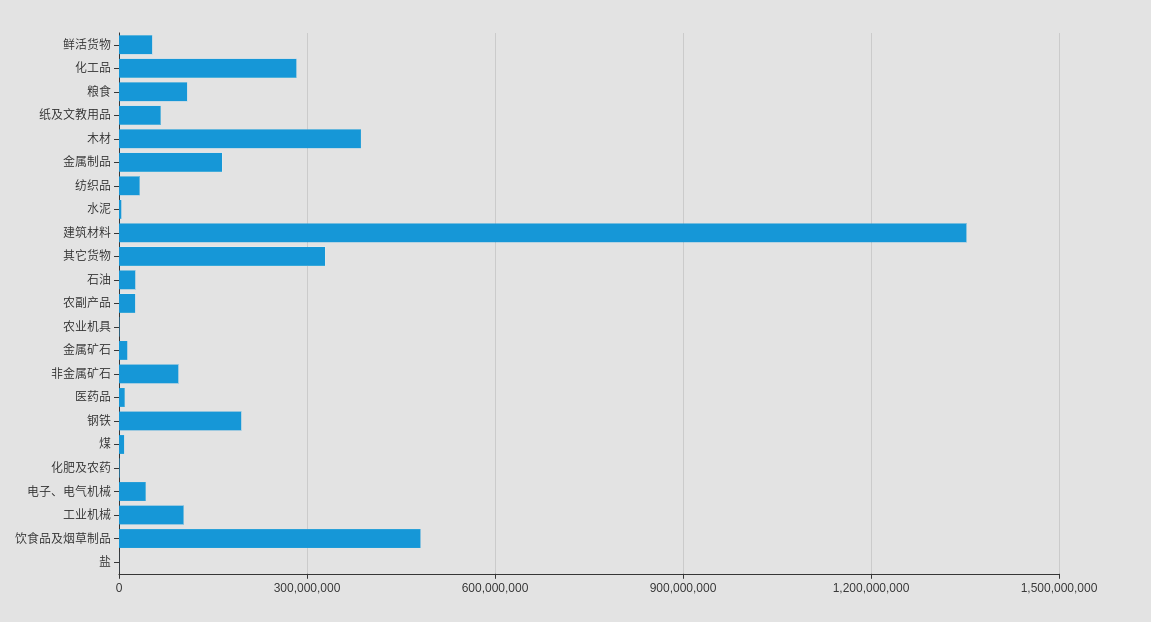 鲜活货物
化工品
粮食
纸及文教用品
木材
金属制品
纺织品
水泥
建筑材料
其它货物
石油
农副产品
农业机具
金属矿石
非金属矿石
医药品
钢铁
煤
化肥及农药
电子、电气机械
工业机械
饮食品及烟草制品
盐
0 300,000,000 600,000,000 900,000,000 1,200,000,000 1,500,000,000